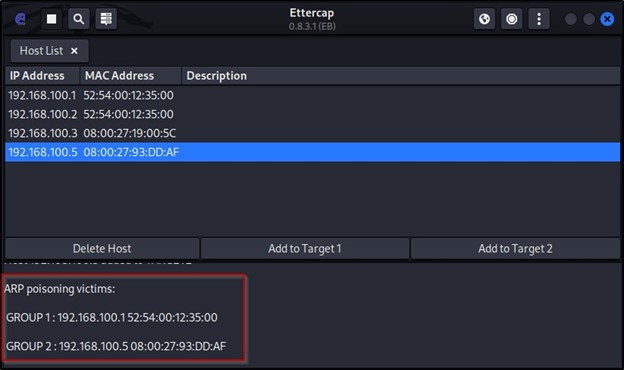 Ettercap
0.8.3.1 (EB)
Host List ×
IP Address MAC Address Description
192.168.100.1 52:54:00:12:35:00
192.168.100.2 52:54:00:12:35:00
192.168.100.3 08:00:27:19:00:5C
192.168.100.5 08:00:27:93:DD:AF
Delete Host Add to Target 1 Add to Target 2
ARP poisoning victims:
GROUP 1 : 192.168.100.1 52:54:00:12:35:00
GROUP 2 : 192.168.100.5 08:00:27:93:DD:AF